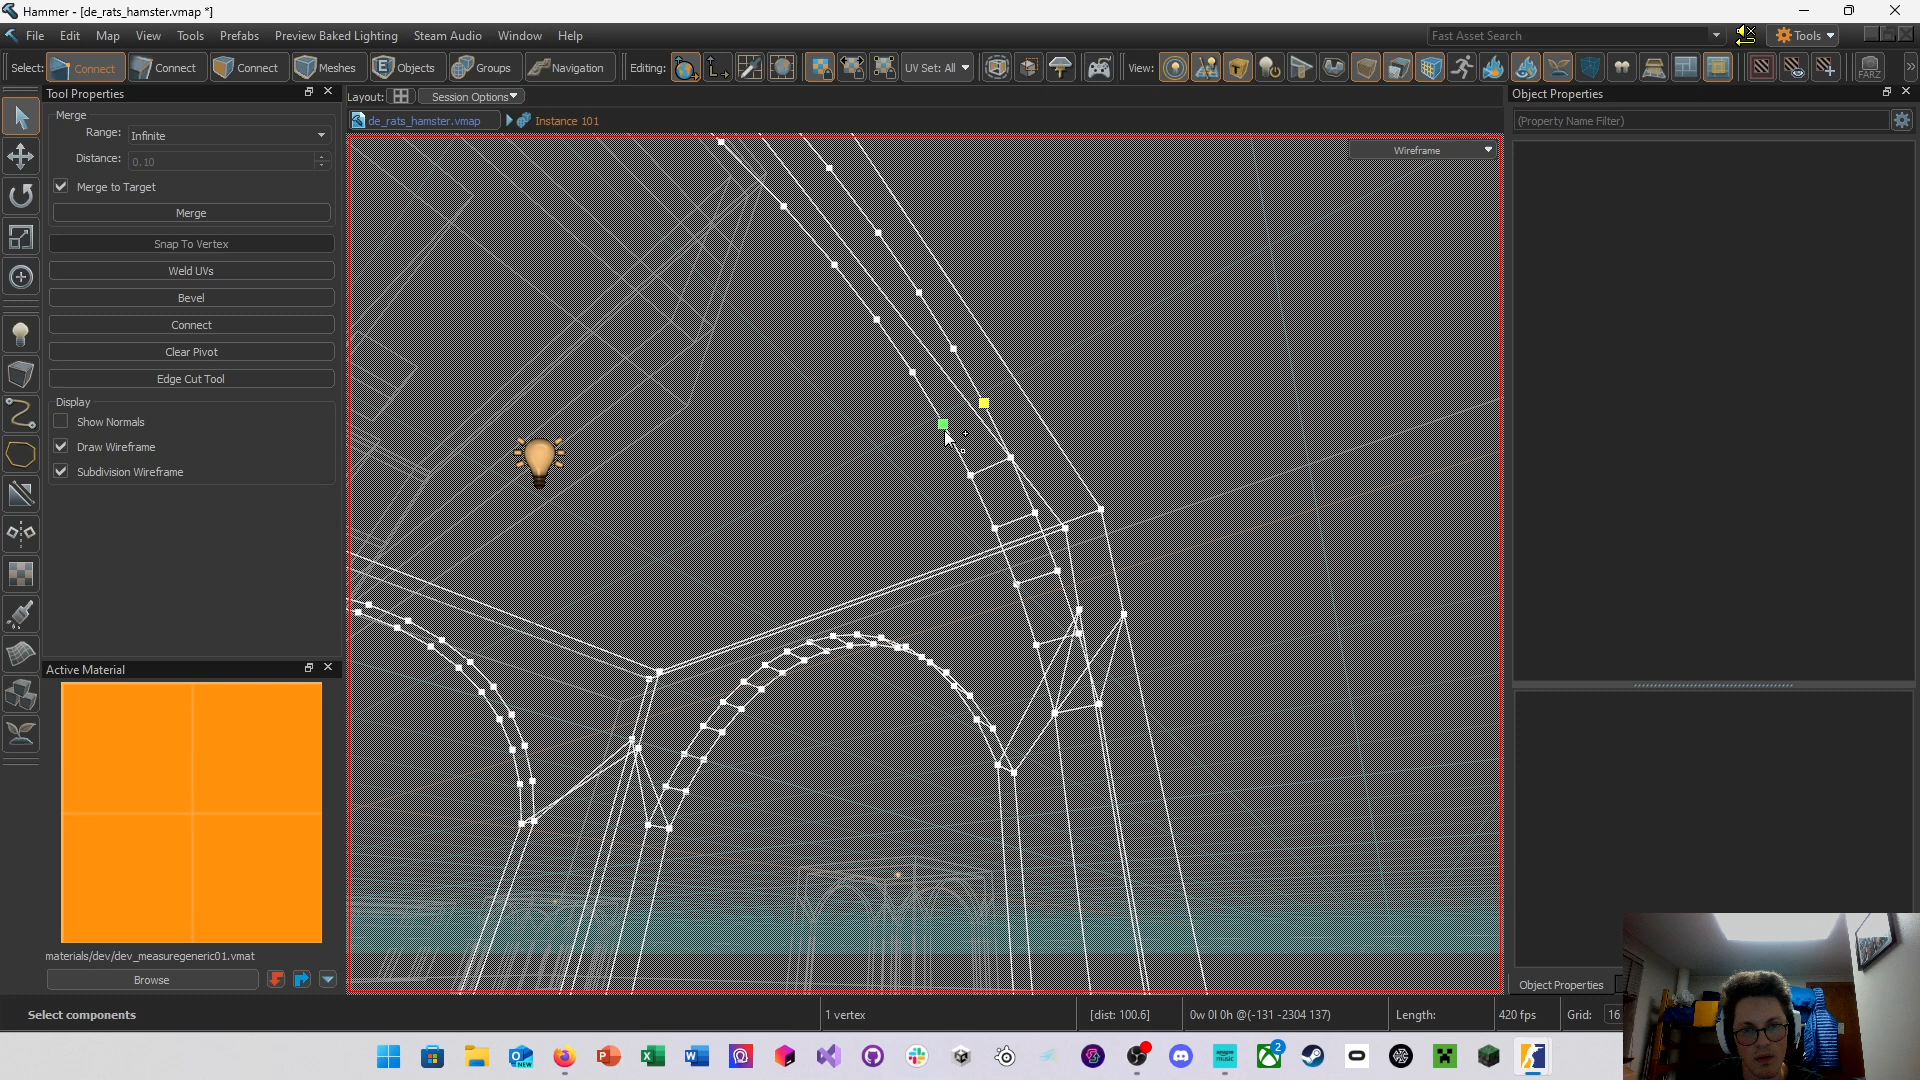 Hammer - [de_rats_hamster.vmap *]
File Edit Map View Tools Prefabs Preview Baked Lighting Steam Audio Window Help
Fast Asset Search
Tools
Select: Connect Connect Connect Meshes Objects Groups Navigation Editing: UV Set: All View:
FARZ
Tool Properties
Layout: Session Options
Object Properties
Merge
de_rats_hamster.vmap Instance 101
(Property Name Filter)
Range: Infinite
Wireframe
Distance: 0.10
Merge to Target
Merge
Snap To Vertex
Weld UVs
Bevel
Connect
Clear Pivot
Edge Cut Tool
Display
Show Normals
Draw Wireframe
Subdivision Wireframe
Active Material
materials/dev/dev_measuregeneric01.vmat
Browse
Object Properties
Select components
1 vertex
[dist: 100.6]
0w 0l 0h @(-131 -2304 137)
Length:
420 fps
Grid: 16
NEW
2